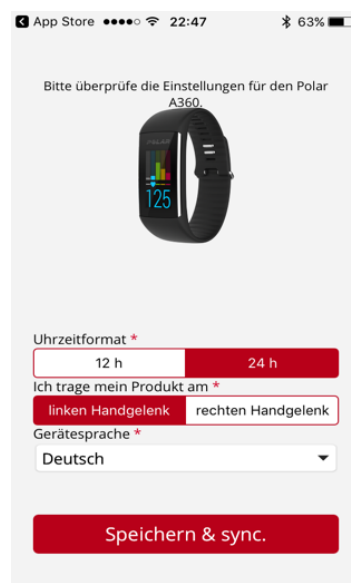 App Store 22:47 63%
Bitte überprüfe die Einstellungen für den Polar
A360.
POLAR
125
Uhrzeitformat *
12 h 24 h
Ich trage mein Produkt am *
linken Handgelenk rechten Handgelenk
Gerätesprache *
Deutsch
Speichern & sync.